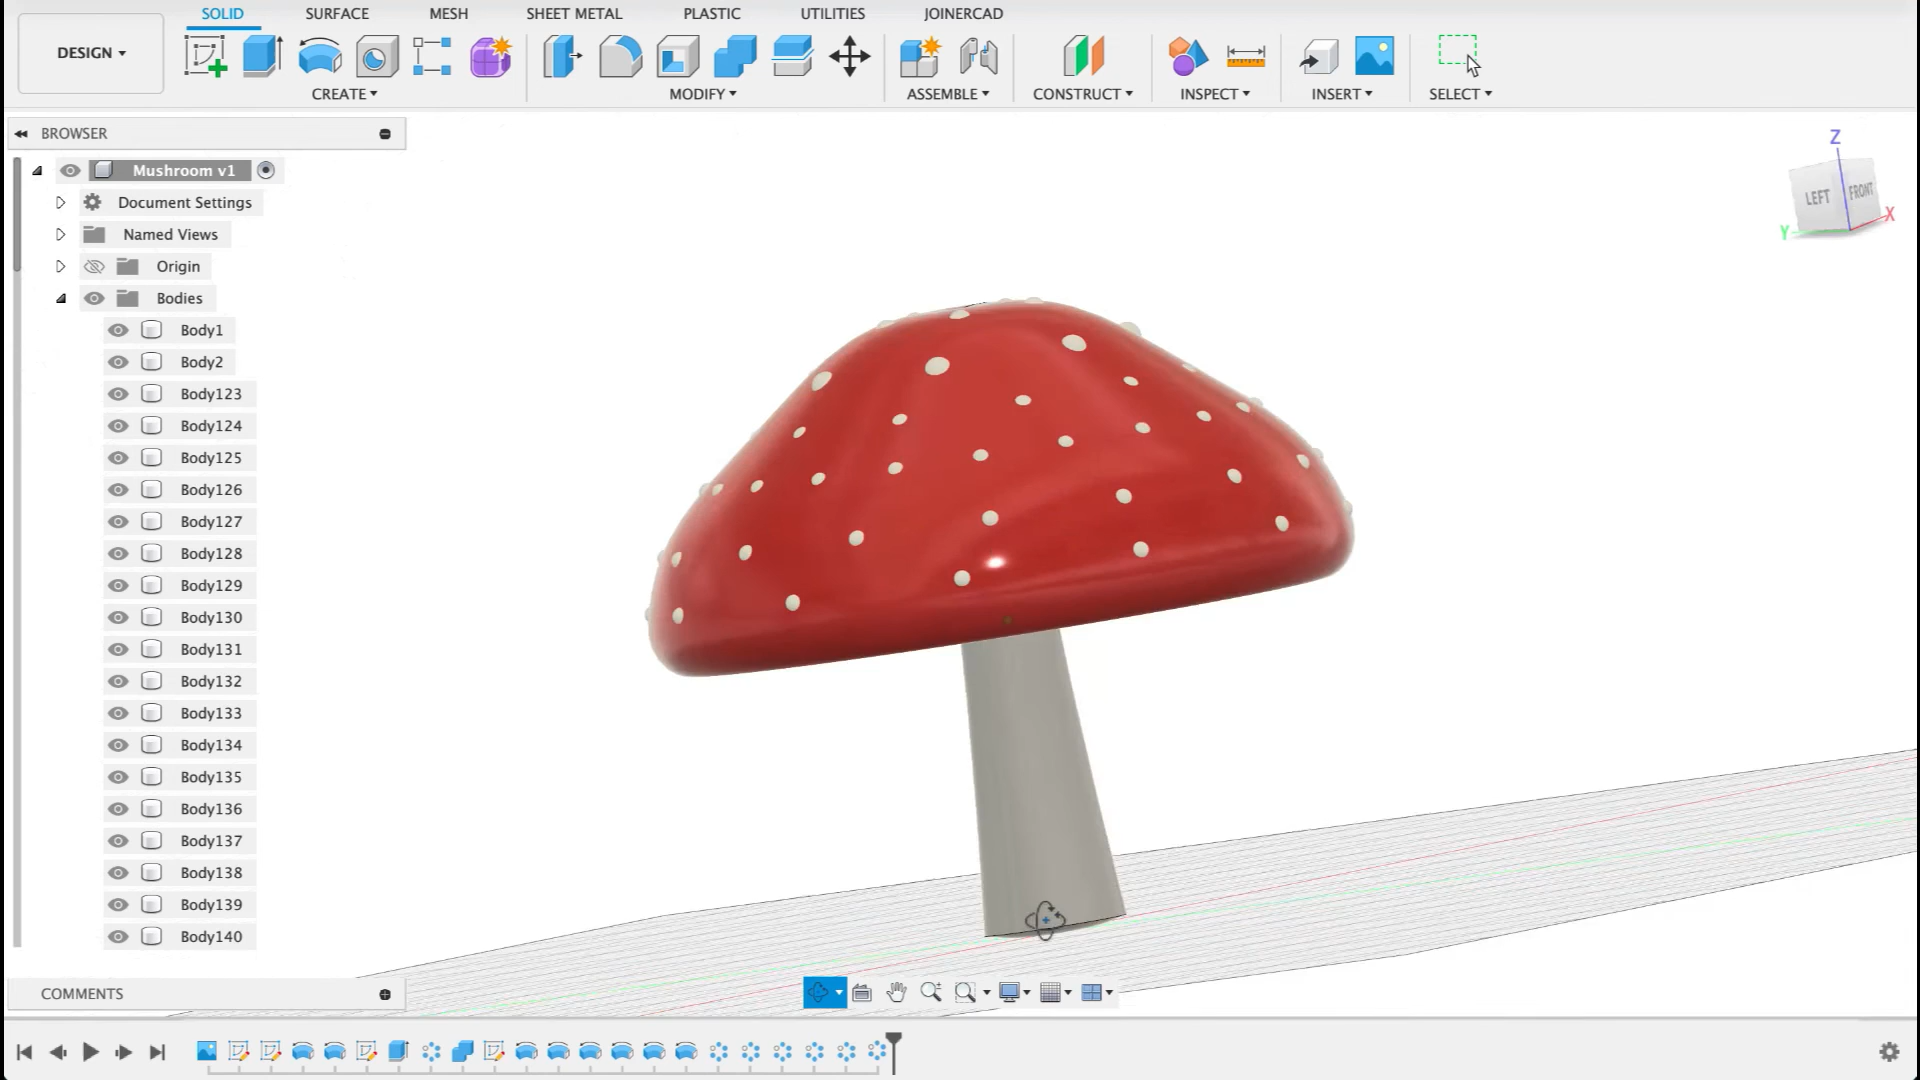 SOLID SURFACE MESH SHEET METAL PLASTIC UTILITIES JOINERCAD
DESIGN
CREATE MODIFY ASSEMBLE CONSTRUCT INSPECT INSERT SELECT
BROWSER
Z
LEFT FRONT
X
Y
Mushroom v1
Document Settings
Named Views
Origin
Bodies
Body1
Body2
Body123
Body124
Body125
Body126
Body127
Body128
Body129
Body130
Body131
Body132
Body133
Body134
Body135
Body136
Body137
Body138
Body139
Body140
COMMENTS